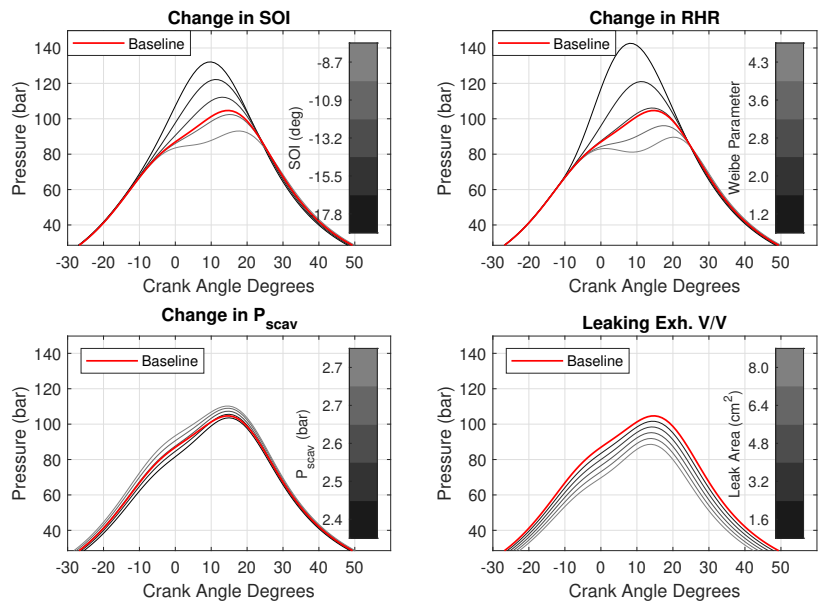 Change in SOI
Baseline
140
120
100
80
60
40
Pressure (bar)
-30 -20 -10 0 10 20 30 40 50
Crank Angle Degrees
SOI (deg)
-8.7
-10.9
-13.2
-15.5
17.8
Change in RHR
Baseline
140
120
100
80
60
40
Pressure (bar)
-30 -20 -10 0 10 20 30 40 50
Crank Angle Degrees
Weibe Parameter
4.3
3.6
2.8
2.0
1.2
Change in P_scav
Baseline
140
120
100
80
60
40
Pressure (bar)
-30 -20 -10 0 10 20 30 40 50
Crank Angle Degrees
P_scav (bar)
2.7
2.7
2.6
2.5
2.4
Leaking Exh. V/V
Baseline
140
120
100
80
60
40
Pressure (bar)
-30 -20 -10 0 10 20 30 40 50
Crank Angle Degrees
Leak Area (cm²)
8.0
6.4
4.8
3.2
1.6